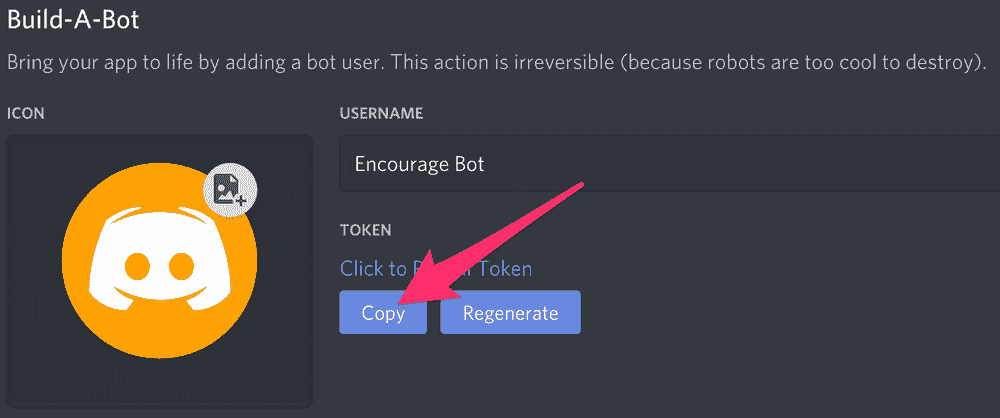 Build-A-Bot
Bring your app to life by adding a bot user. This action is irreversible (because robots are too cool to destroy).
ICON
USERNAME
Encourage Bot
TOKEN
Click to Token
Copy
Regenerate